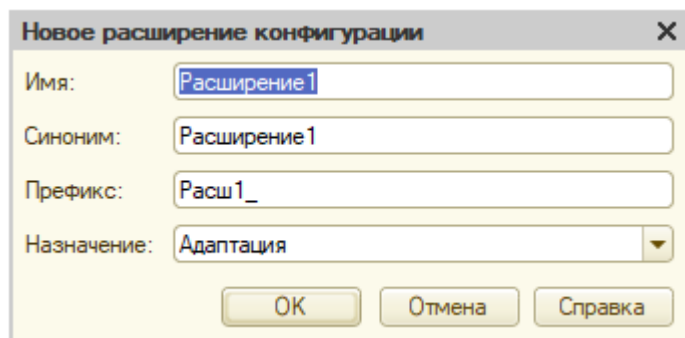 Новое расширение конфигурации
Имя: Расширение1
Синоним: Расширение1
Префикс: Расш1_
Назначение: Адаптация
ОК Отмена Справка